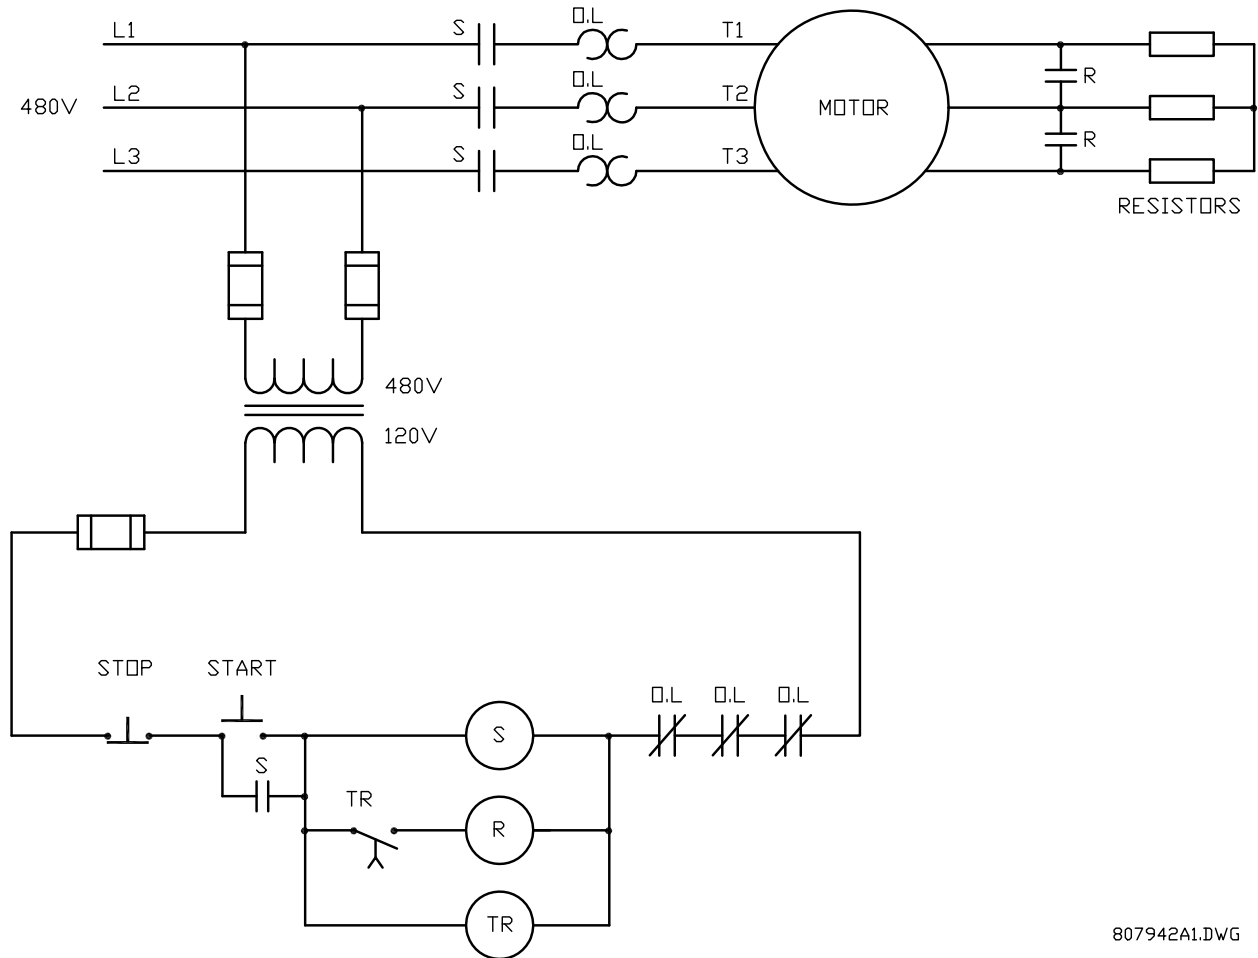 O.L
L1 S T1
O.L
480V L2 S T2 MOTOR R
O.L
L3 S T3 R
RESISTORS
480V
120V
STOP START O.L O.L O.L
S
S
TR
R
TR
807942A1.DWG